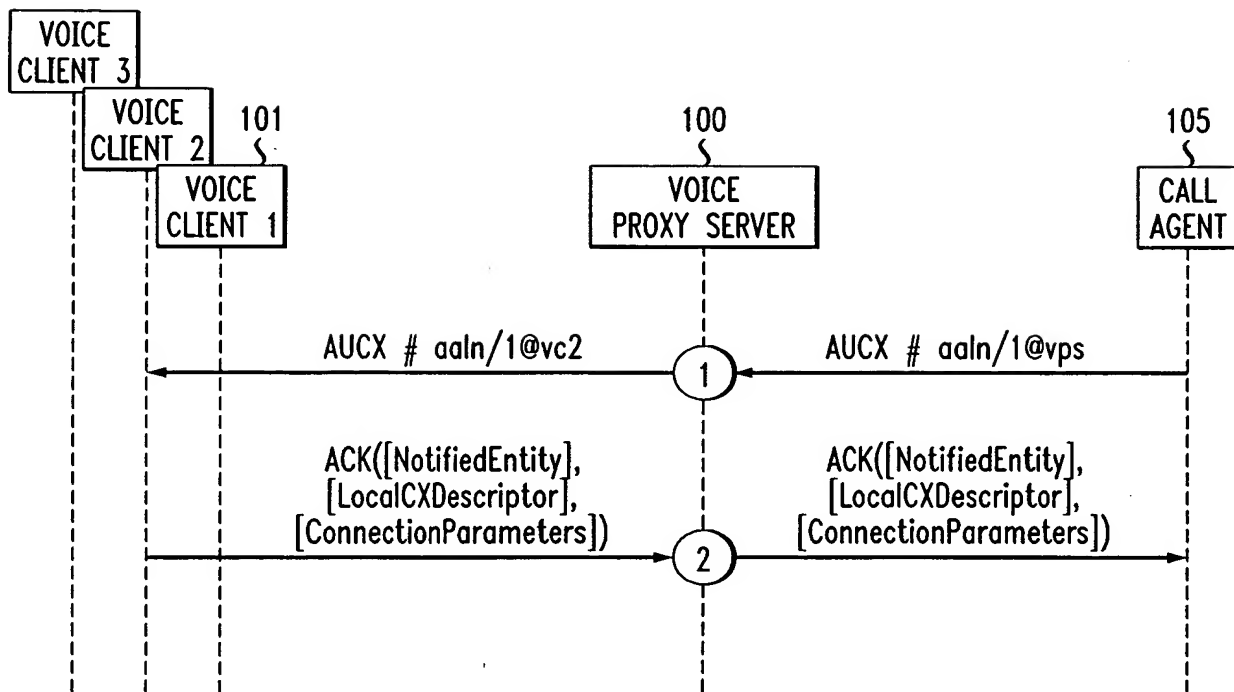 VOICE
CLIENT 3
VOICE
CLIENT 2
101
VOICE
CLIENT 1
100
VOICE
PROXY SERVER
105
CALL
AGENT
AUCX # aaln/1@vc2
1
AUCX # aaln/1@vps
ACK([NotifiedEntity],
[LocalCXDescriptor],
[ConnectionParameters])
2
ACK([NotifiedEntity],
[LocalCXDescriptor],
[ConnectionParameters])